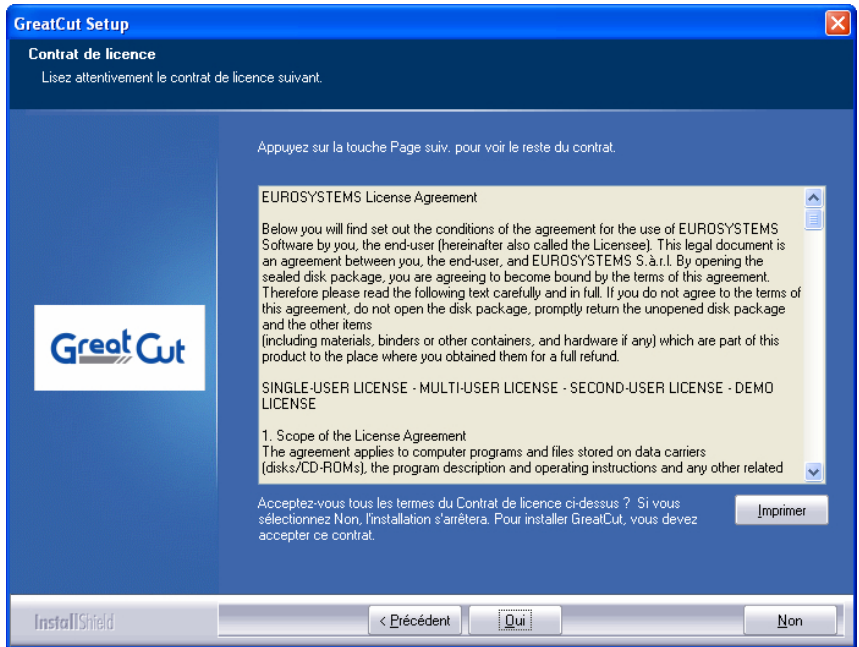 GreatCut Setup
Contrat de licence
Lisez attentivement le contrat de licence suivant.
Appuyez sur la touche Page suiv. pour voir le reste du contrat.
EUROSYSTEMS License Agreement
Below you will find set out the conditions of the agreement for the use of EUROSYSTEMS
Software by you, the end-user (hereinafter also called the Licensee). This legal document is
an agreement between you, the end-user, and EUROSYSTEMS S.à.r.l. By opening the
sealed disk package, you are agreeing to become bound by the terms of this agreement.
Therefore please read the following text carefully and in full. If you do not agree to the terms of
this agreement, do not open the disk package, promptly return the unopened disk package
and the other items
(including materials, binders or other containers, and hardware if any) which are part of this
product to the place where you obtained them for a full refund.
SINGLE-USER LICENSE - MULTI-USER LICENSE - SECOND-USER LICENSE - DEMO
LICENSE
1. Scope of the License Agreement
The agreement applies to computer programs and files stored on data carriers
(disks/CD-ROMs), the program description and operating instructions and any other related
Great Cut
Acceptez-vous tous les termes du Contrat de licence ci-dessus ? Si vous
sélectionnez Non, l'installation s'arrêtera. Pour installer GreatCut, vous devez
accepter ce contrat.
Imprimer
InstallShield
< Précédent
Oui
Non